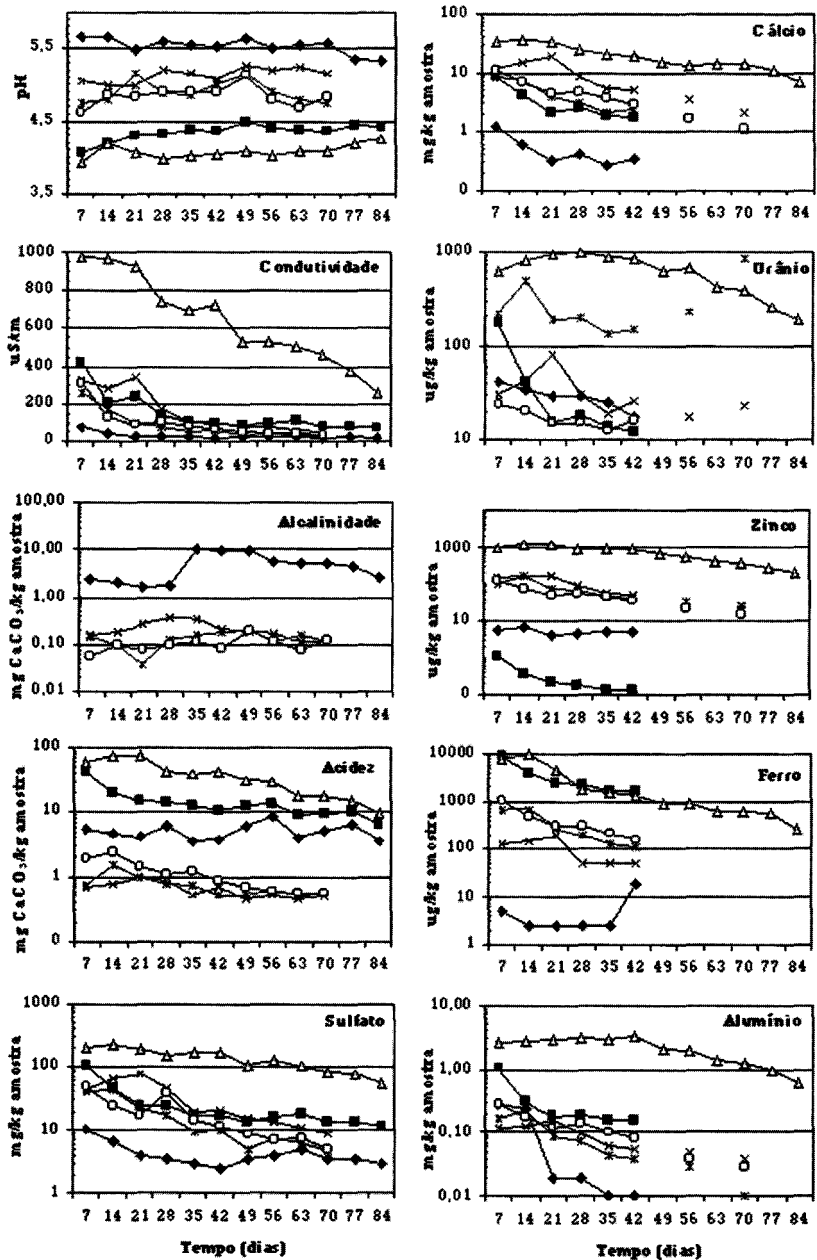 5,5
4,5
3,5
pH
7 14 21 28 35 42 49 56 63 70 77 84
Cálcio
100
10
1
0
mg/kg amostra
7 14 21 28 35 42 49 56 63 70 77 84
Condutividade
1000
800
600
400
200
0
uS/cm
7 14 21 28 35 42 49 56 63 70 77 84
Urânio
1000
100
10
ug/kg amostra
7 14 21 28 35 42 49 56 63 70 77 84
Alcalinidade
100,00
10,00
1,00
0,10
0,01
mg CaCO₃/kg amostra
7 14 21 28 35 42 49 56 63 70 77 84
Zinco
1000
10
0
ug/kg amostra
7 14 21 28 35 42 49 56 63 70 77 84
Acidez
100
10
1
0
mg CaCO₃/kg amostra
7 14 21 28 35 42 49 56 63 70 77 84
Ferro
10000
1000
100
10
1
ug/kg amostra
7 14 21 28 35 42 49 56 63 70 77 84
Sulfato
1000
100
10
1
mg/kg amostra
7 14 21 28 35 42 49 56 63 70 77 84
Tempo (dias)
Alumínio
10,00
1,00
0,10
0,01
mg/kg amostra
7 14 21 28 35 42 49 56 63 70 77 84
Tempo (dias)